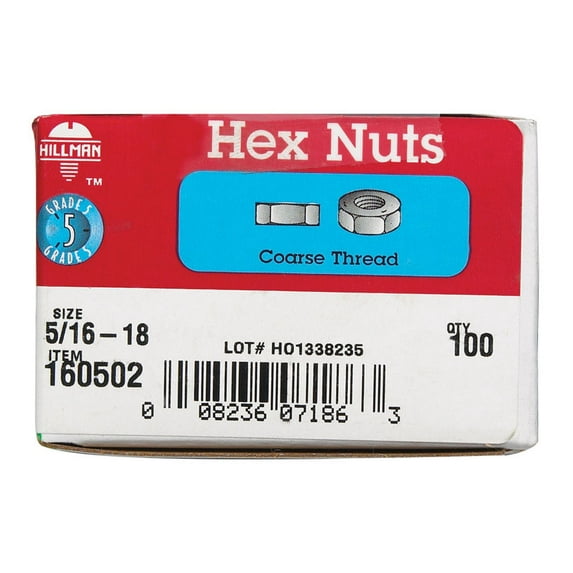 HILLMAN
TM
Hex Nuts
GRADE 5
5
GRADE 5
Coarse Thread
SIZE
5/16-18
ITEM
160502
LOT# HO1338235
QTY
100
0 08236 07186 3